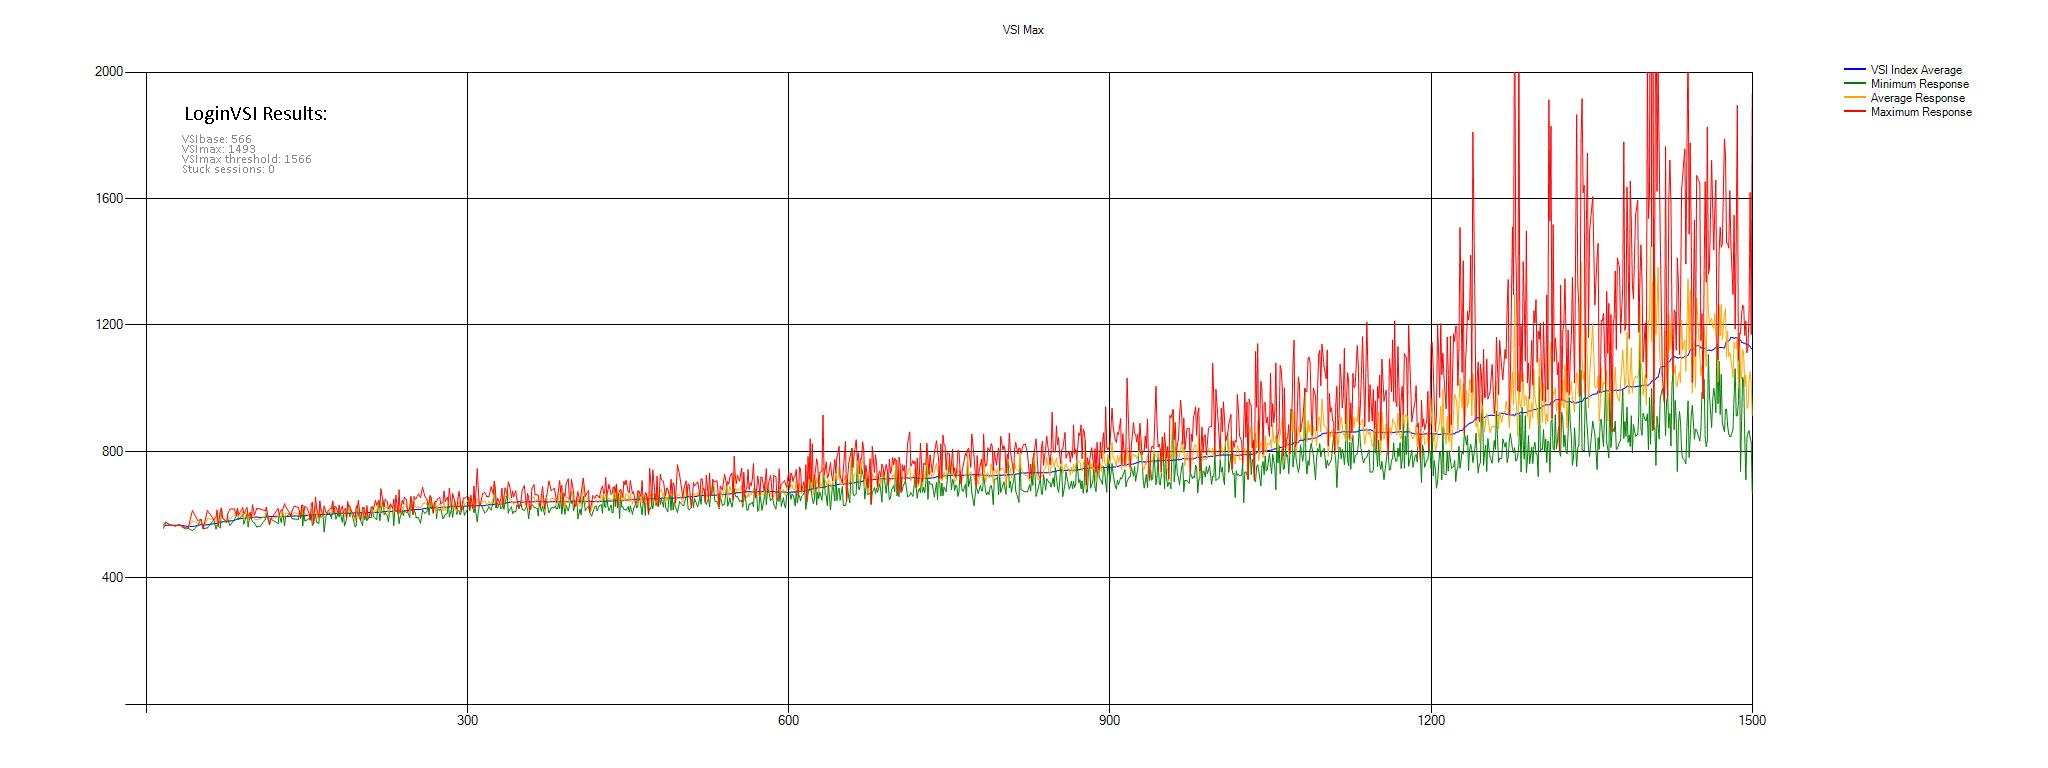 VSI Max
2000
1600
1200
800
400
300
600
900
1200
1500
LoginVSI Results:
VSIbase: 566
VSImax: 1493
VSImax threshold: 1566
Stuck sessions: 0
VSI Index Average
Minimum Response
Average Response
Maximum Response